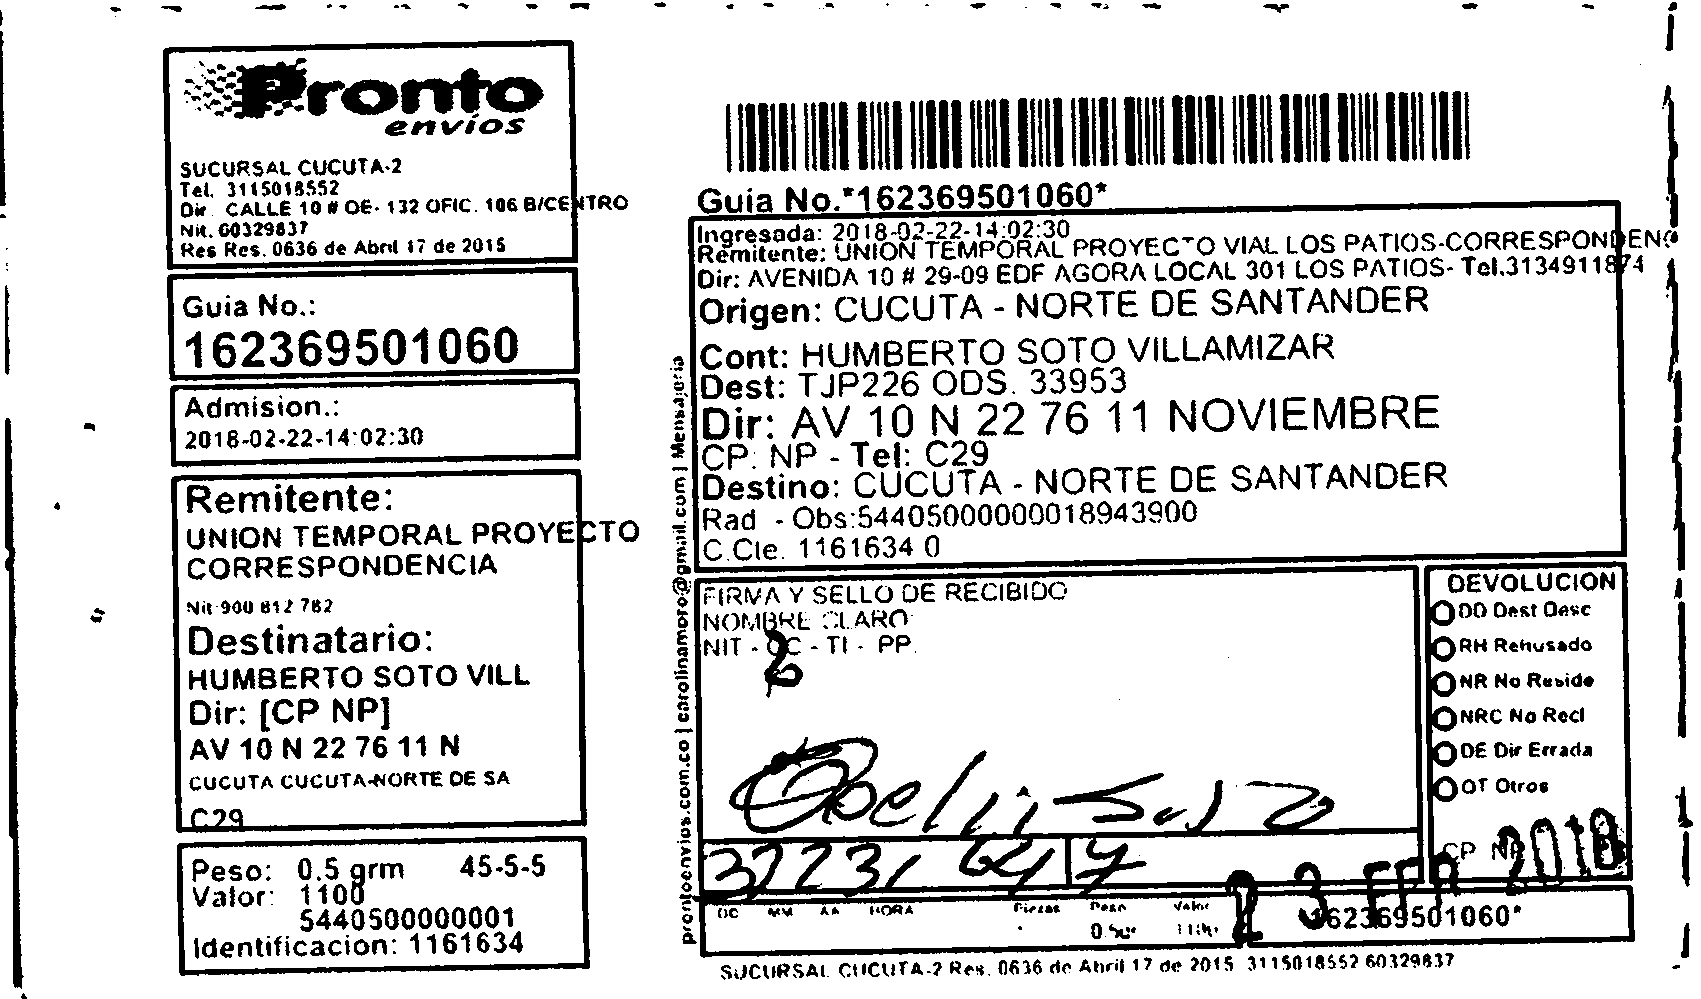 Pronto
envíos
SUCURSAL CUCUTA-2
Tel. 3115018552
Dir. CALLE 10 # OE- 132 OFIC. 106 B/CENTRO
Nit. 60329837
Res Res. 0636 de Abril 17 de 2015
Guia No.:
162369501060
Admision.:
2018-02-22-14:02:30
Remitente:
UNION TEMPORAL PROYECTO
CORRESPONDENCIA
Nit 900 812 782
Destinatario:
HUMBERTO SOTO VILL
Dir: [CP NP]
AV 10 N 22 76 11 N
CUCUTA CUCUTA-NORTE DE SA
C29
Peso: 0.5 grm 45-5-5
Valor: 1100
5440500000001
Identificacion: 1161634
Guia No.*162369501060*
Ingresada: 2018-02-22-14:02:30
Remitente: UNION TEMPORAL PROYECTO VIAL LOS PATIOS-CORRESPONDENC
Dir: AVENIDA 10 # 29-09 EDF AGORA LOCAL 301 LOS PATIOS- Tel.3134911874
Origen: CUCUTA - NORTE DE SANTANDER
Cont: HUMBERTO SOTO VILLAMIZAR
Dest: TJP226 ODS. 33953
Dir: AV 10 N 22 76 11 NOVIEMBRE
CP: NP - Tel: C29
Destino: CUCUTA - NORTE DE SANTANDER
Rad - Obs:54405000000018943900
C.Cle. 1161634 0
prontoenvios.com.co | carolinamoro@gmail.com | Mensajeria
FIRMA Y SELLO DE RECIBIDO
NOMBRE CLARO
NIT - CC - TI - PP.
DEVOLUCION
DD Dest Desc
RH Rehusado
NR No Reside
NRC No Recl
DE Dir Errada
OT Otros
CP NP
23 FEB 2018
DC MM AA HORA Piezas Peso Valor
0.5gr 1100
*162369501060*
SUCURSAL CUCUTA-2 Res. 0636 de Abril 17 de 2015 3115018552 60329837